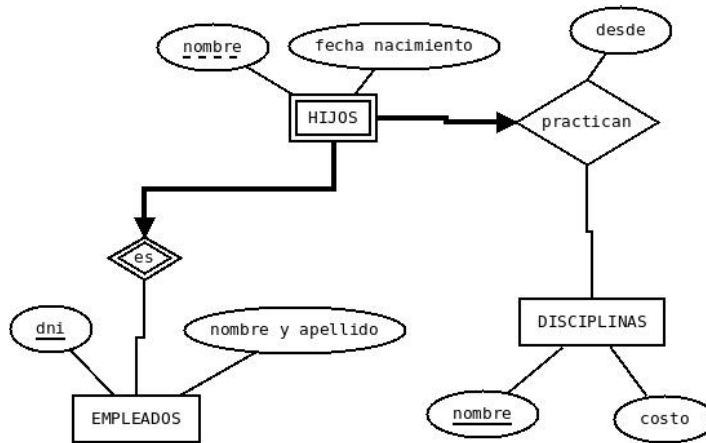 desde
nombre
fecha nacimiento
HIJOS
practican
es
dni
nombre y apellido
DISCIPLINAS
EMPLEADOS
nombre
costo